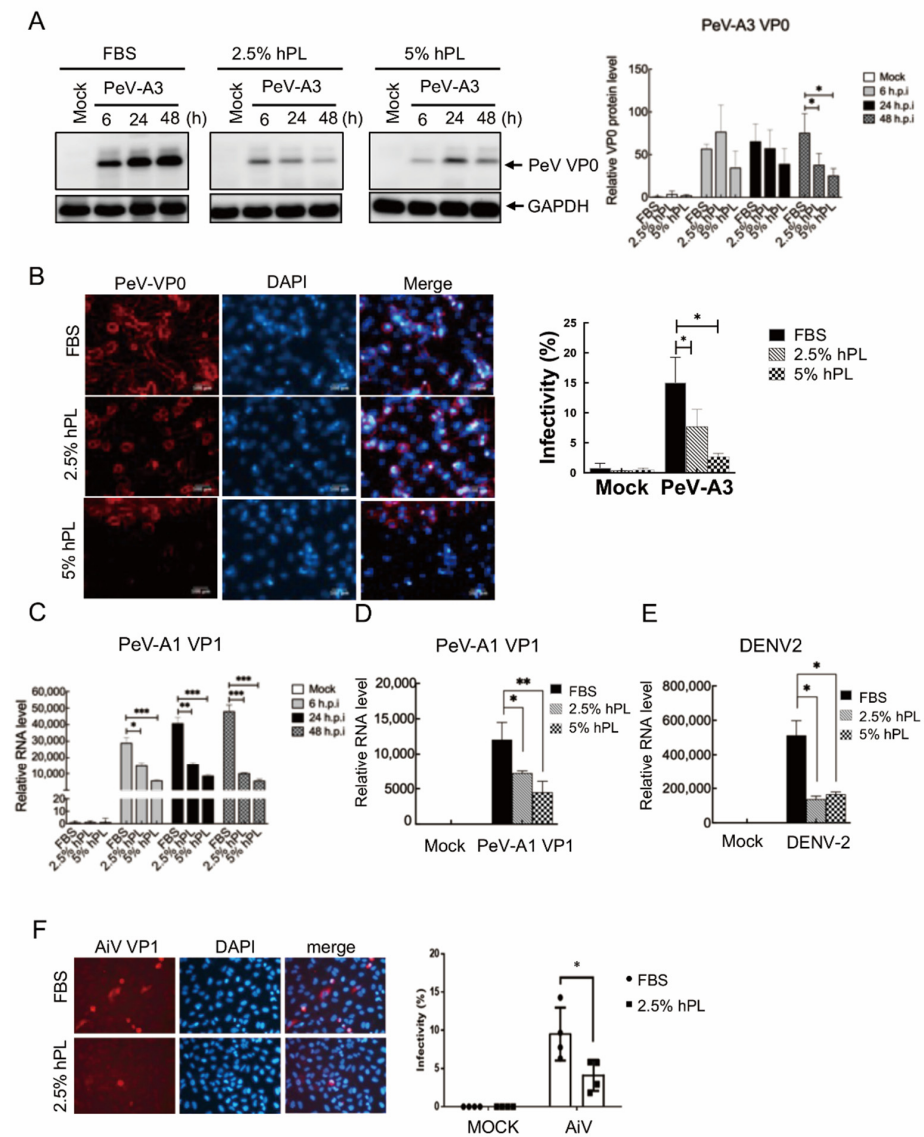 A
FBS
2.5% hPL
5% hPL
Mock
PeV-A3
6 24 48 (h)
Mock
PeV-A3
6 24 48 (h)
Mock
PeV-A3
6 24 48 (h)
PeV VP0
GAPDH
PeV-A3 VP0
Relative VP0 protein level
150
100
50
0
* *
Mock
6 h.p.i
24 h.p.i
48 h.p.i
FBS 2.5% hPL 5% hPL FBS 2.5% hPL 5% hPL FBS 2.5% hPL 5% hPL FBS 2.5% hPL 5% hPL
B
PeV-VP0 DAPI Merge
FBS
2.5% hPL
5% hPL
Infectivity (%)
25
20
15
10
5
0
*
*
FBS
2.5% hPL
5% hPL
Mock PeV-A3
C
PeV-A1 VP1
Relative RNA level
60,000
50,000
40,000
30,000
20,000
10,000
20
10
0
*** * *** ** *** ***
Mock
6 h.p.i
24 h.p.i
48 h.p.i
FBS 2.5% hPL 5% hPL FBS 2.5% hPL 5% hPL FBS 2.5% hPL 5% hPL FBS 2.5% hPL 5% hPL
D
PeV-A1 VP1
Relative RNA level
20,000
15,000
10,000
5000
0
**
*
FBS
2.5% hPL
5% hPL
Mock PeV-A1 VP1
E
DENV2
Relative RNA level
800,000
600,000
400,000
200,000
0
*
*
FBS
2.5% hPL
5% hPL
Mock DENV-2
F
AiV VP1 DAPI merge
FBS
2.5% hPL
Infectivity (%)
20
15
10
5
0
*
FBS
2.5% hPL
MOCK AiV